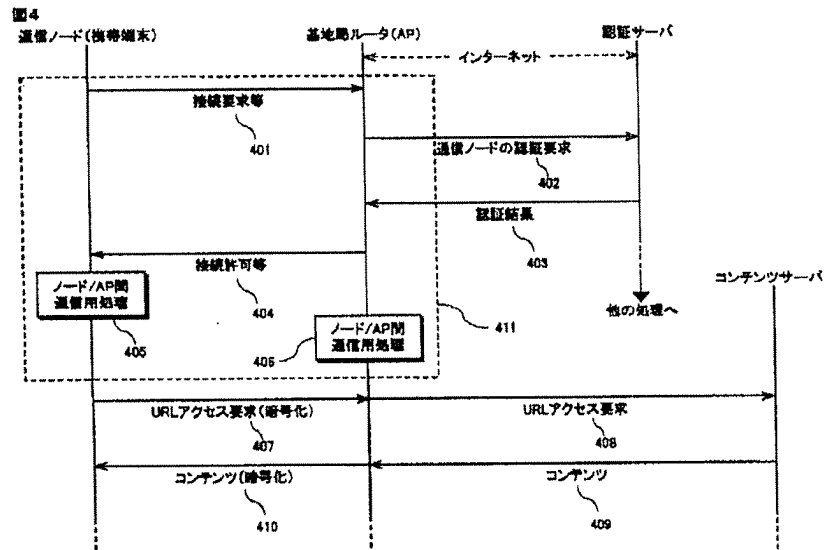 図4
通信ノード(携帯端末)
基地局ルータ(AP)
認証サーバ
インターネット
接続要求等
401
通信ノードの認証要求
402
認証結果
403
接続許可等
404
コンテンツサーバ
ノード/AP間
通信用処理
405
他の処理へ
411
ノード/AP間
通信用処理
406
URLアクセス要求(暗号化)
407
URLアクセス要求
408
コンテンツ(暗号化)
410
コンテンツ
409